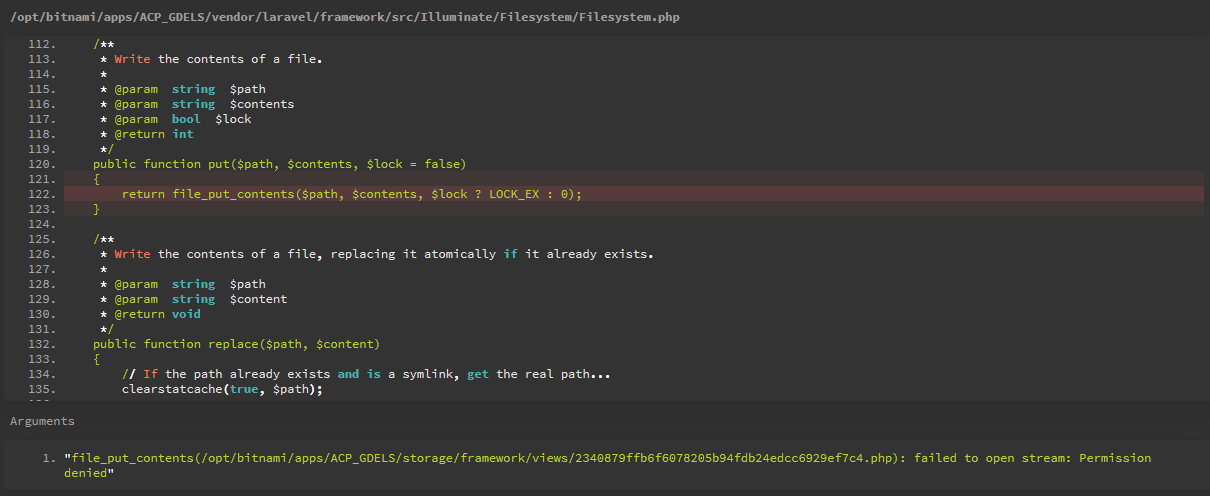 /opt/bitnami/apps/ACP_GDELS/vendor/laravel/framework/src/Illuminate/Filesystem/Filesystem.php
112.     /**
113.      * Write the contents of a file.
114.      *
115.      * @param  string  $path
116.      * @param  string  $contents
117.      * @param  bool  $lock
118.      * @return int
119.      */
120.     public function put($path, $contents, $lock = false)
121.     {
122.         return file_put_contents($path, $contents, $lock ? LOCK_EX : 0);
123.     }
124.
125.     /**
126.      * Write the contents of a file, replacing it atomically if it already exists.
127.      *
128.      * @param  string  $path
129.      * @param  string  $content
130.      * @return void
131.      */
132.     public function replace($path, $content)
133.     {
134.         // If the path already exists and is a symlink, get the real path...
135.         clearstatcache(true, $path);
Arguments
1. "file_put_contents(/opt/bitnami/apps/ACP_GDELS/storage/framework/views/2340879ffb6f6078205b94fdb24edcc6929ef7c4.php): failed to open stream: Permission
denied"